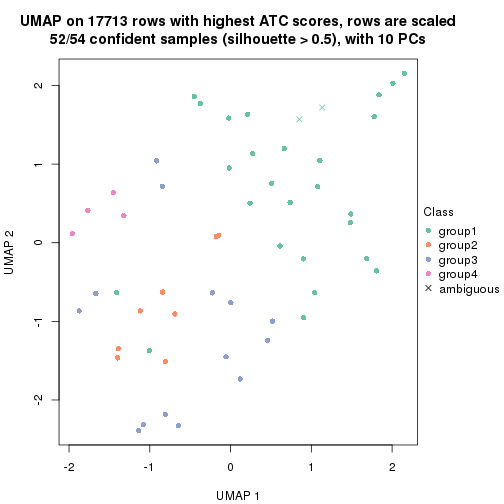 UMAP on 17713 rows with highest ATC scores, rows are scaled
52/54 confident samples (silhouette > 0.5), with 10 PCs
2
1
0
-1
-2
UMAP 2
-2
-1
0
1
2
UMAP 1
Class
group1
group2
group3
group4
ambiguous